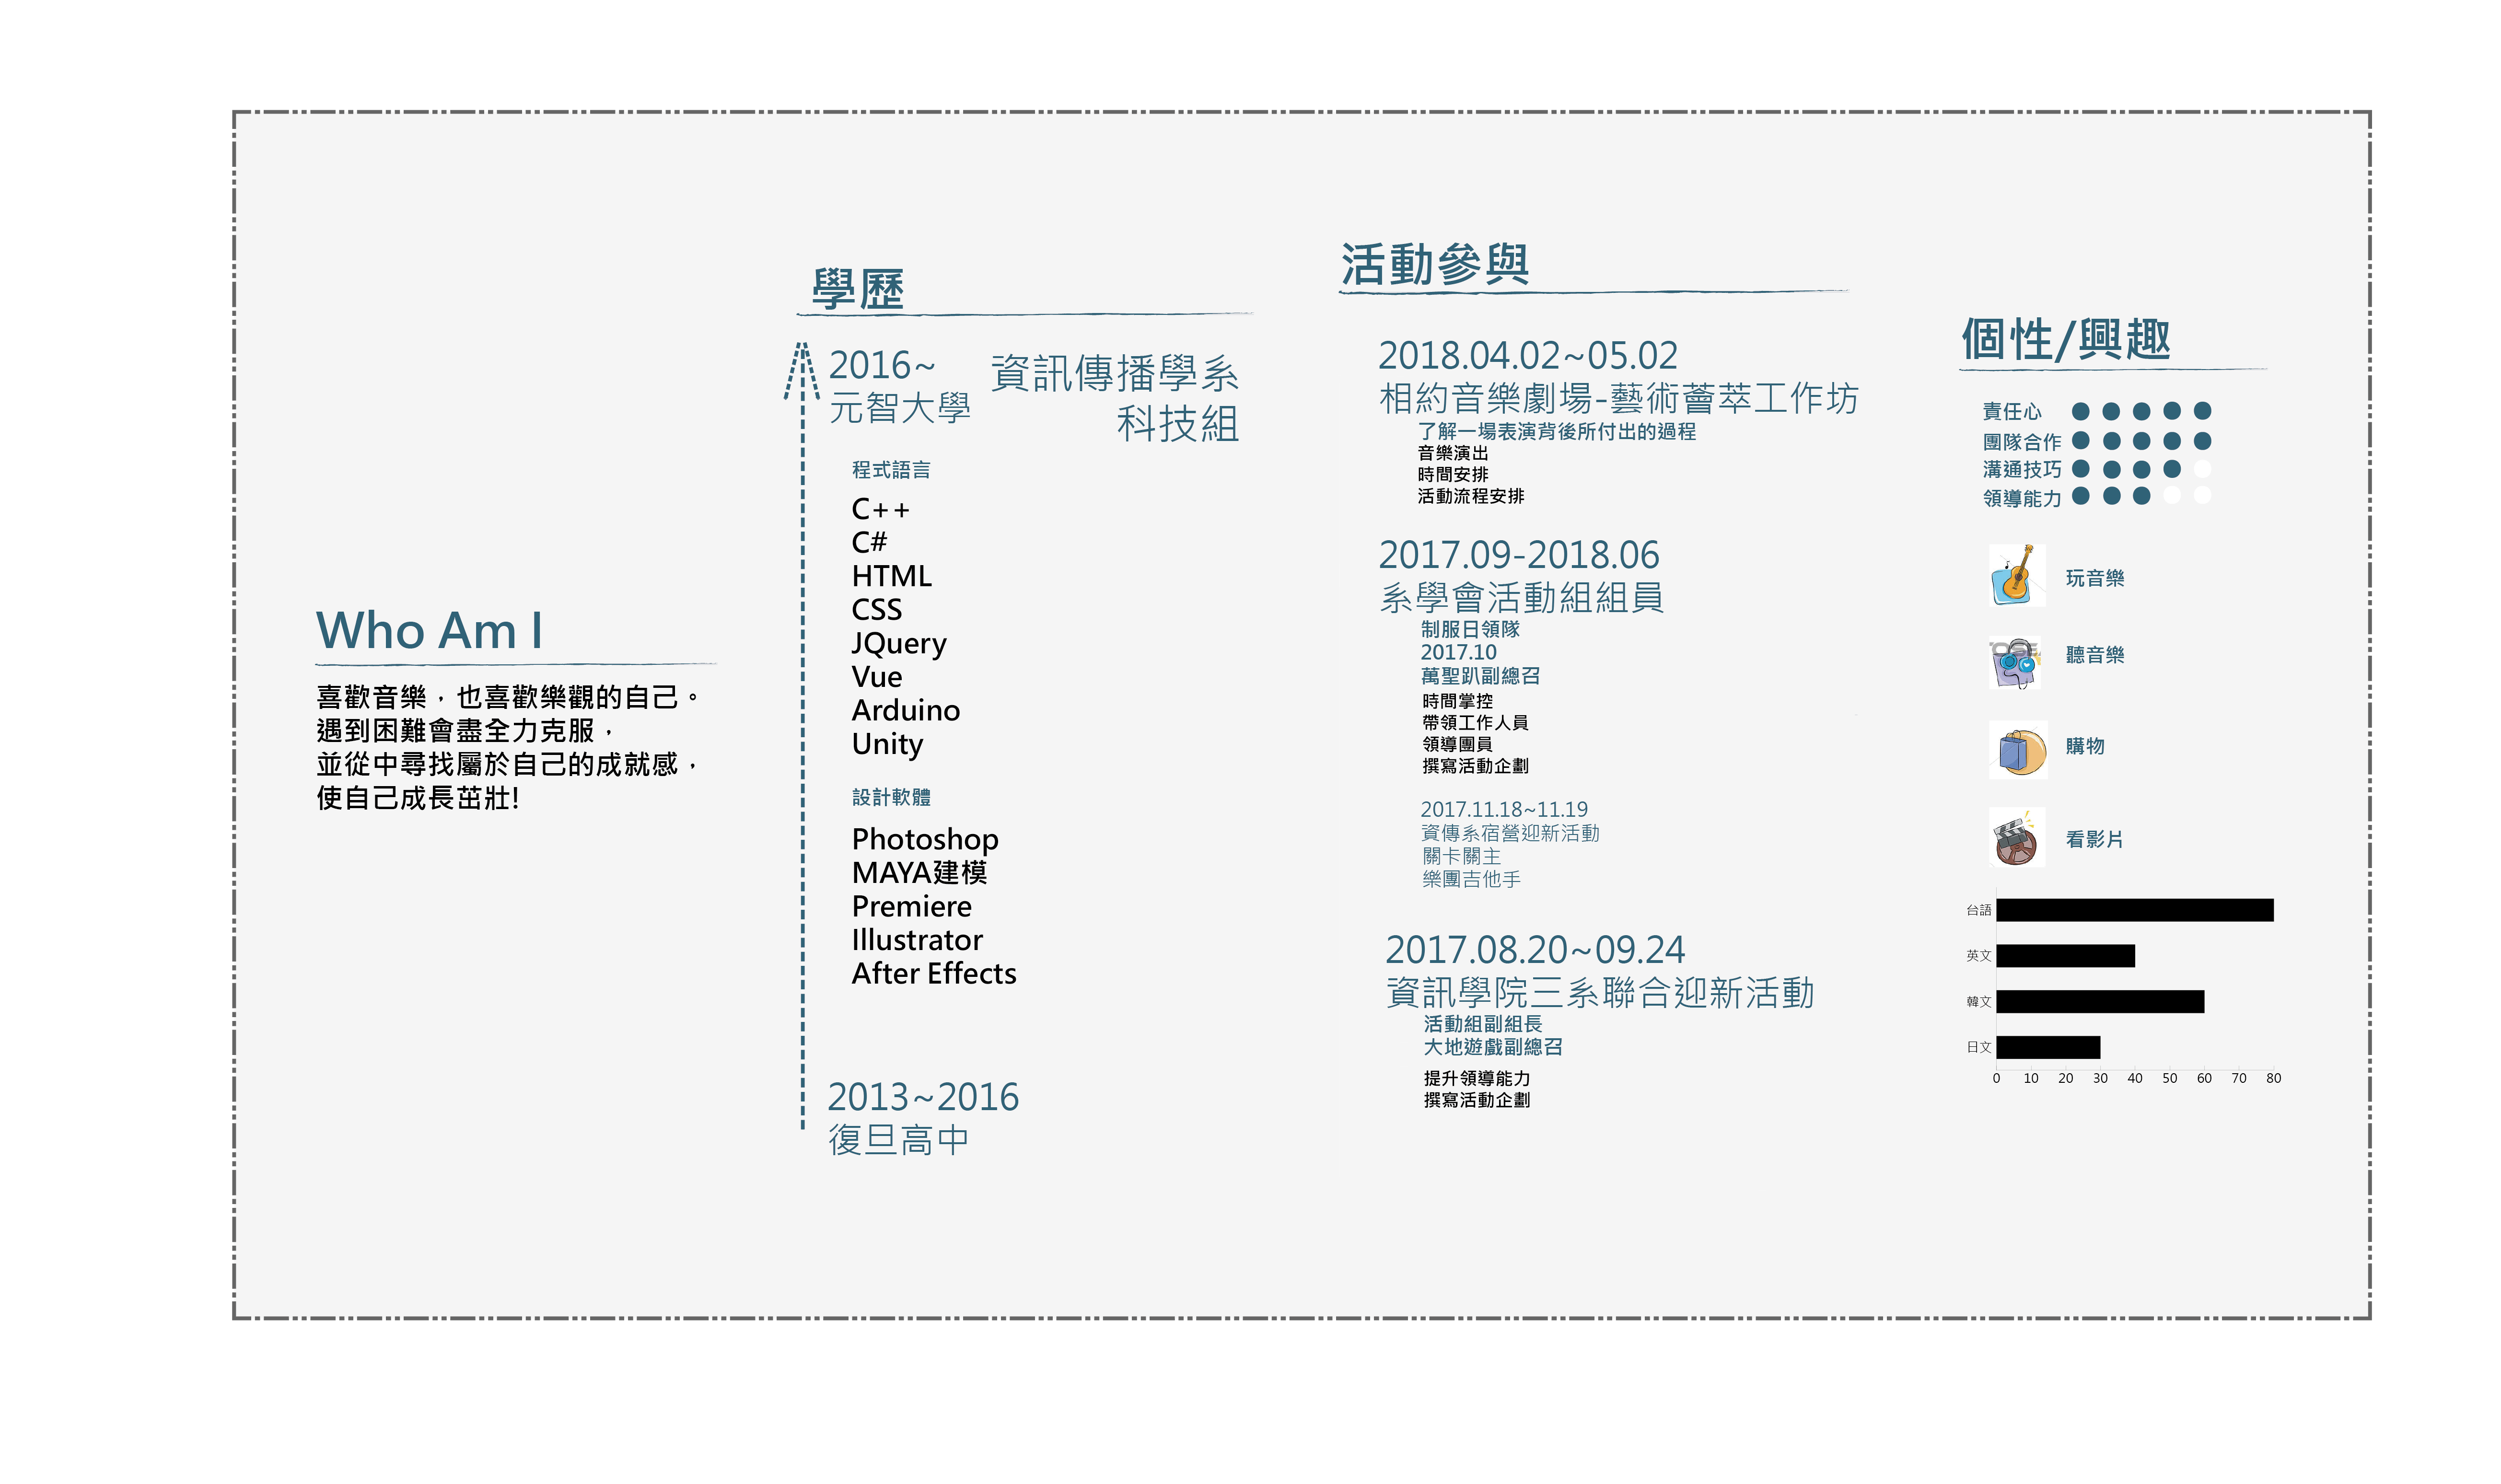 Who Am I
喜歡音樂，也喜歡樂觀的自己。
遇到困難會盡全力克服，
並從中尋找屬於自己的成就感，
使自己成長茁壯!
學歷
2016~
元智大學
資訊傳播學系
科技組
程式語言
C++
C#
HTML
CSS
JQuery
Vue
Arduino
Unity
設計軟體
Photoshop
MAYA建模
Premiere
Illustrator
After Effects
2013~2016
復旦高中
活動參與
2018.04.02~05.02
相約音樂劇場-藝術薈萃工作坊
了解一場表演背後所付出的過程
音樂演出
時間安排
活動流程安排
2017.09-2018.06
系學會活動組組員
制服日領隊
2017.10
萬聖趴副總召
時間掌控
帶領工作人員
領導團員
撰寫活動企劃
2017.11.18~11.19
資傳系宿營迎新活動
關卡關主
樂團吉他手
2017.08.20~09.24
資訊學院三系聯合迎新活動
活動組副組長
大地遊戲副總召
提升領導能力
撰寫活動企劃
個性/興趣
責任心
團隊合作
溝通技巧
領導能力
玩音樂
聽音樂
購物
看影片
台語
英文
韓文
日文
0 10 20 30 40 50 60 70 80